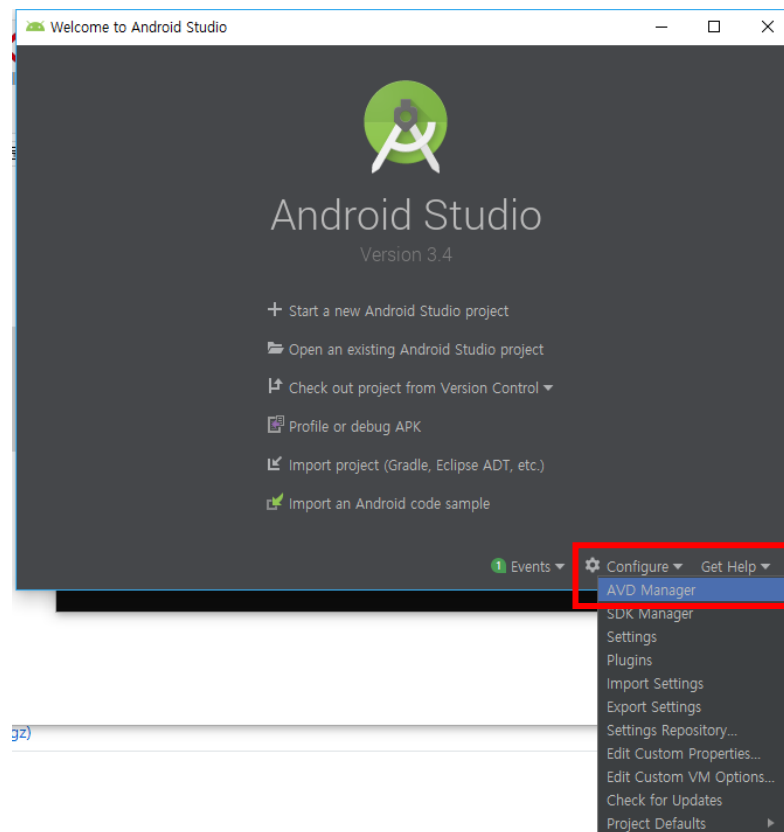 Welcome to Android Studio
Android Studio
Version 3.4
Start a new Android Studio project
Open an existing Android Studio project
Check out project from Version Control
Profile or debug APK
Import project (Gradle, Eclipse ADT, etc.)
Import an Android code sample
1 Events Configure Get Help
AVD Manager
SDK Manager
Settings
Plugins
Import Settings
Export Settings
Settings Repository...
Edit Custom Properties...
Edit Custom VM Options...
Check for Updates
Project Defaults
gz)